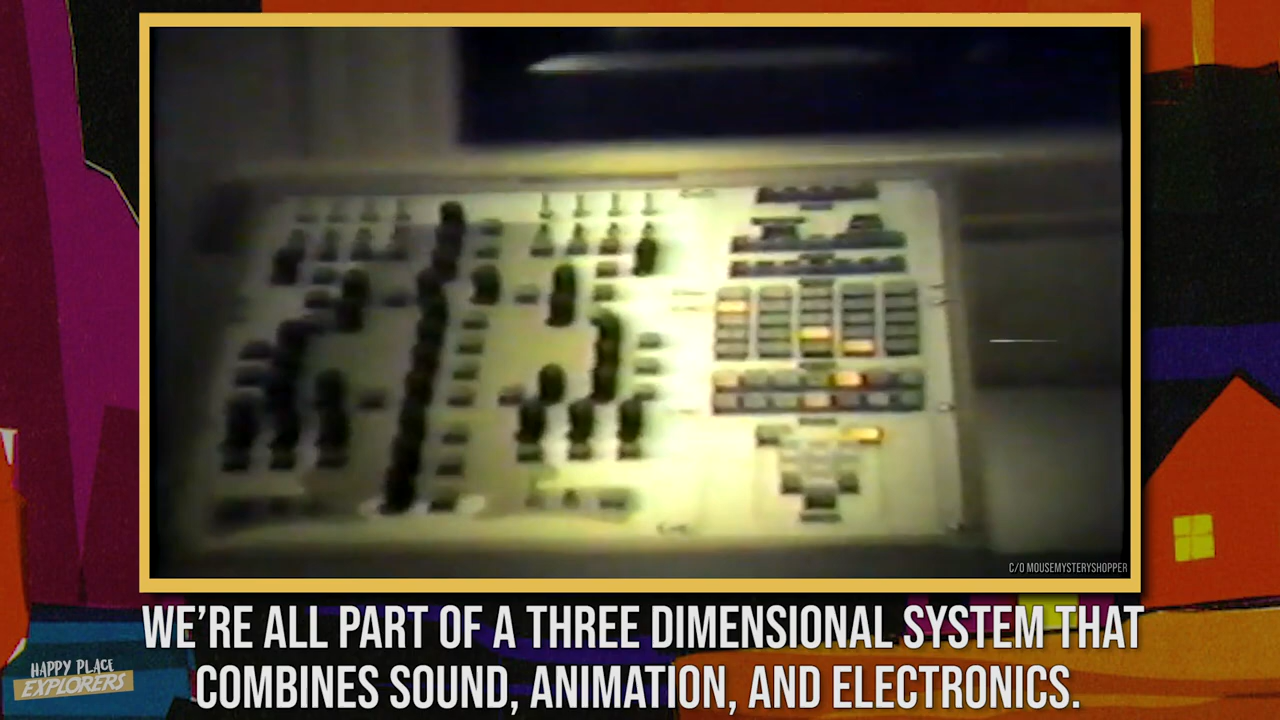 C/O MOUSEMYSTERYSHOPPER
WE’RE ALL PART OF A THREE DIMENSIONAL SYSTEM THAT
COMBINES SOUND, ANIMATION, AND ELECTRONICS.
HAPPY PLACE
EXPLORERS